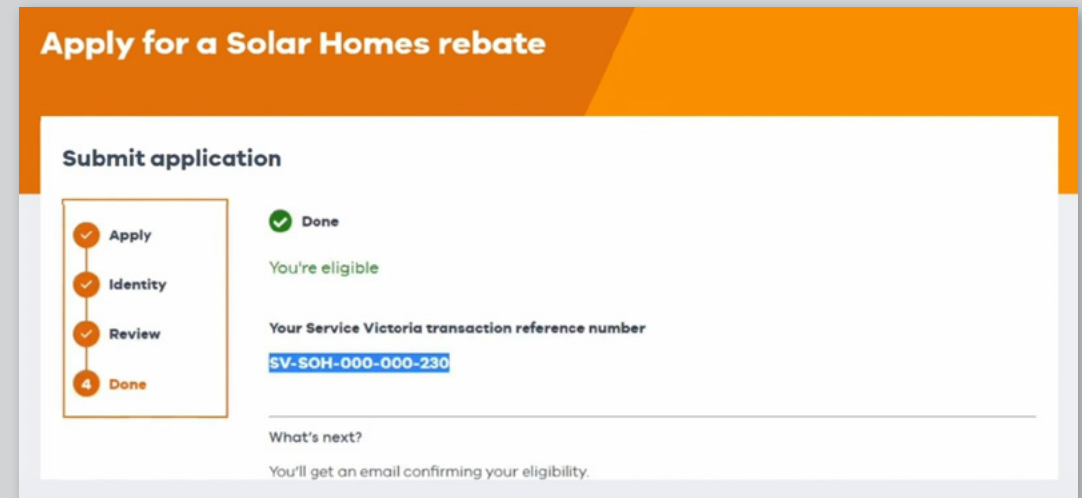 Apply for a Solar Homes rebate
Submit application
Apply
Identity
Review
4 Done
Done
You're eligible
Your Service Victoria transaction reference number
SV-SOH-000-000-230
What's next?
You'll get an email confirming your eligibility.